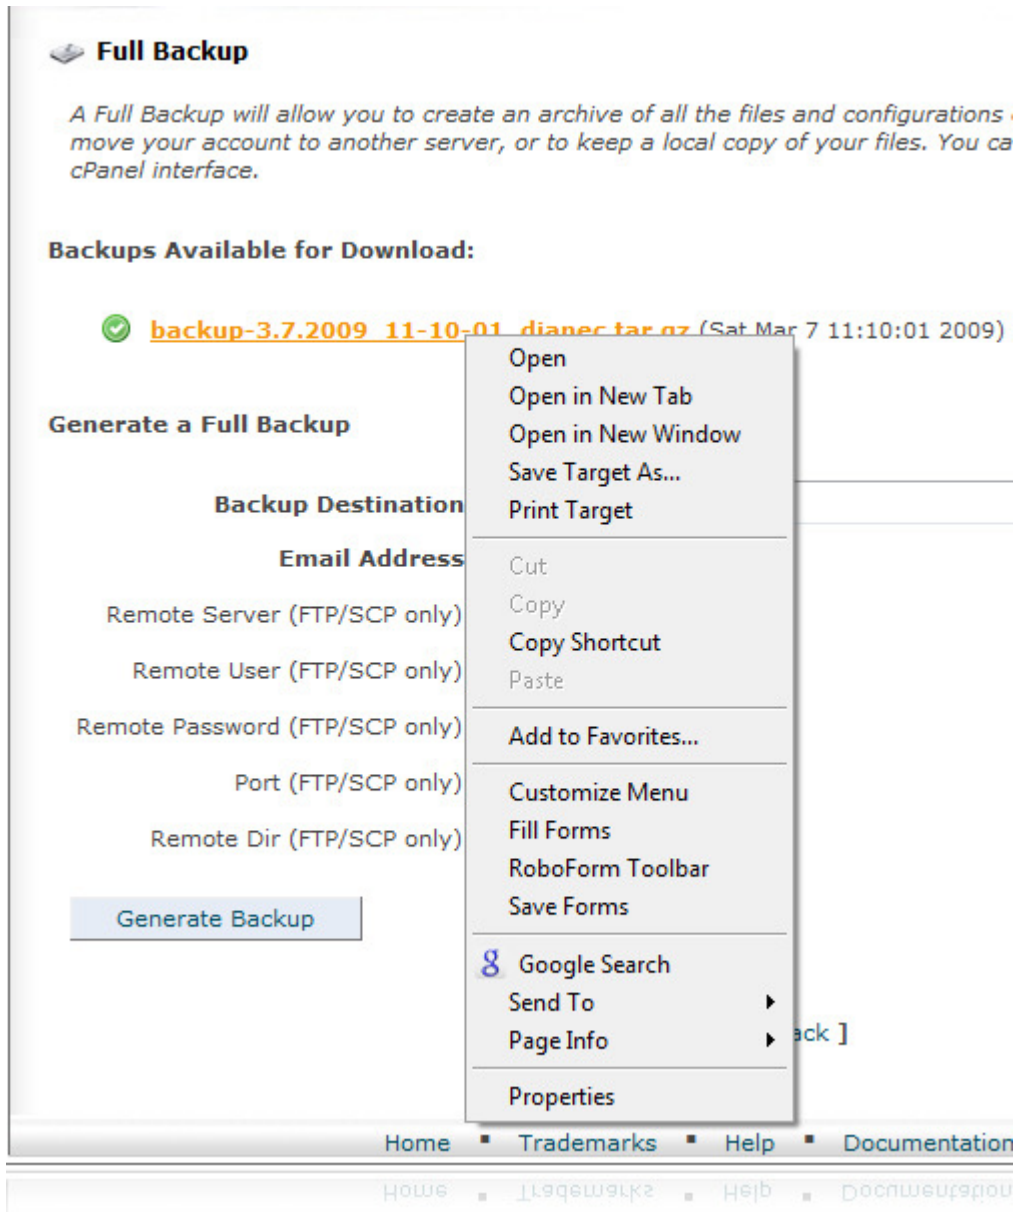 Full Backup
A Full Backup will allow you to create an archive of all the files and configurations
move your account to another server, or to keep a local copy of your files. You ca
cPanel interface.
Backups Available for Download:
backup-3.7.2009_11-10-01_dianec.tar.gz (Sat Mar 7 11:10:01 2009)
Generate a Full Backup
Backup Destination
Email Address
Remote Server (FTP/SCP only)
Remote User (FTP/SCP only)
Remote Password (FTP/SCP only)
Port (FTP/SCP only)
Remote Dir (FTP/SCP only)
Generate Backup
Open
Open in New Tab
Open in New Window
Save Target As...
Print Target
Cut
Copy
Copy Shortcut
Paste
Add to Favorites...
Customize Menu
Fill Forms
RoboForm Toolbar
Save Forms
Google Search
Send To
Page Info
Properties
ack ]
Home ▪ Trademarks ▪ Help ▪ Documentation
Home ▪ Trademarks ▪ Help ▪ Documentation